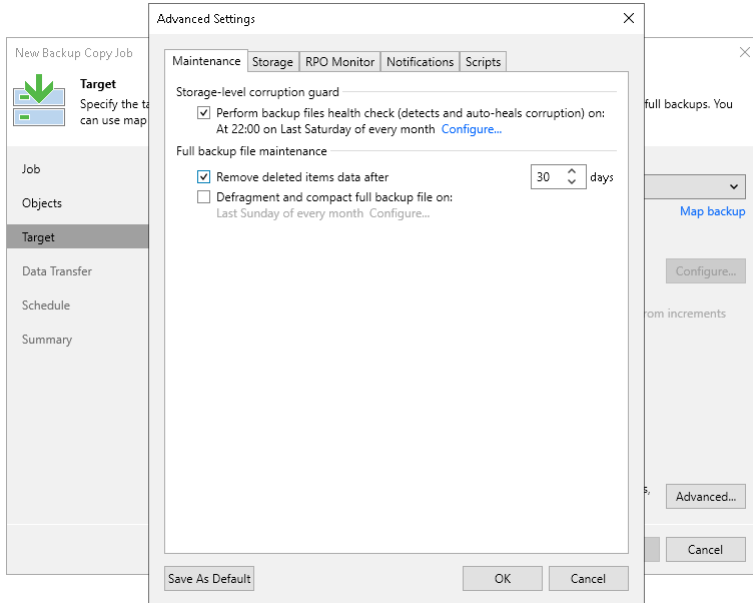 Advanced Settings
Maintenance
Storage
RPO Monitor
Notifications
Scripts
Storage-level corruption guard
Perform backup files health check (detects and auto-heals corruption) on:
At 22:00 on Last Saturday of every month Configure...
Full backup file maintenance
Remove deleted items data after 30 days
Defragment and compact full backup file on:
Last Sunday of every month Configure...
Save As Default
OK
Cancel
New Backup Copy Job
Target
Specify the
full backups. You
can use map
Job
Objects
Target
Data Transfer
Schedule
Summary
Map backup
Configure...
from increments
Advanced...
Cancel